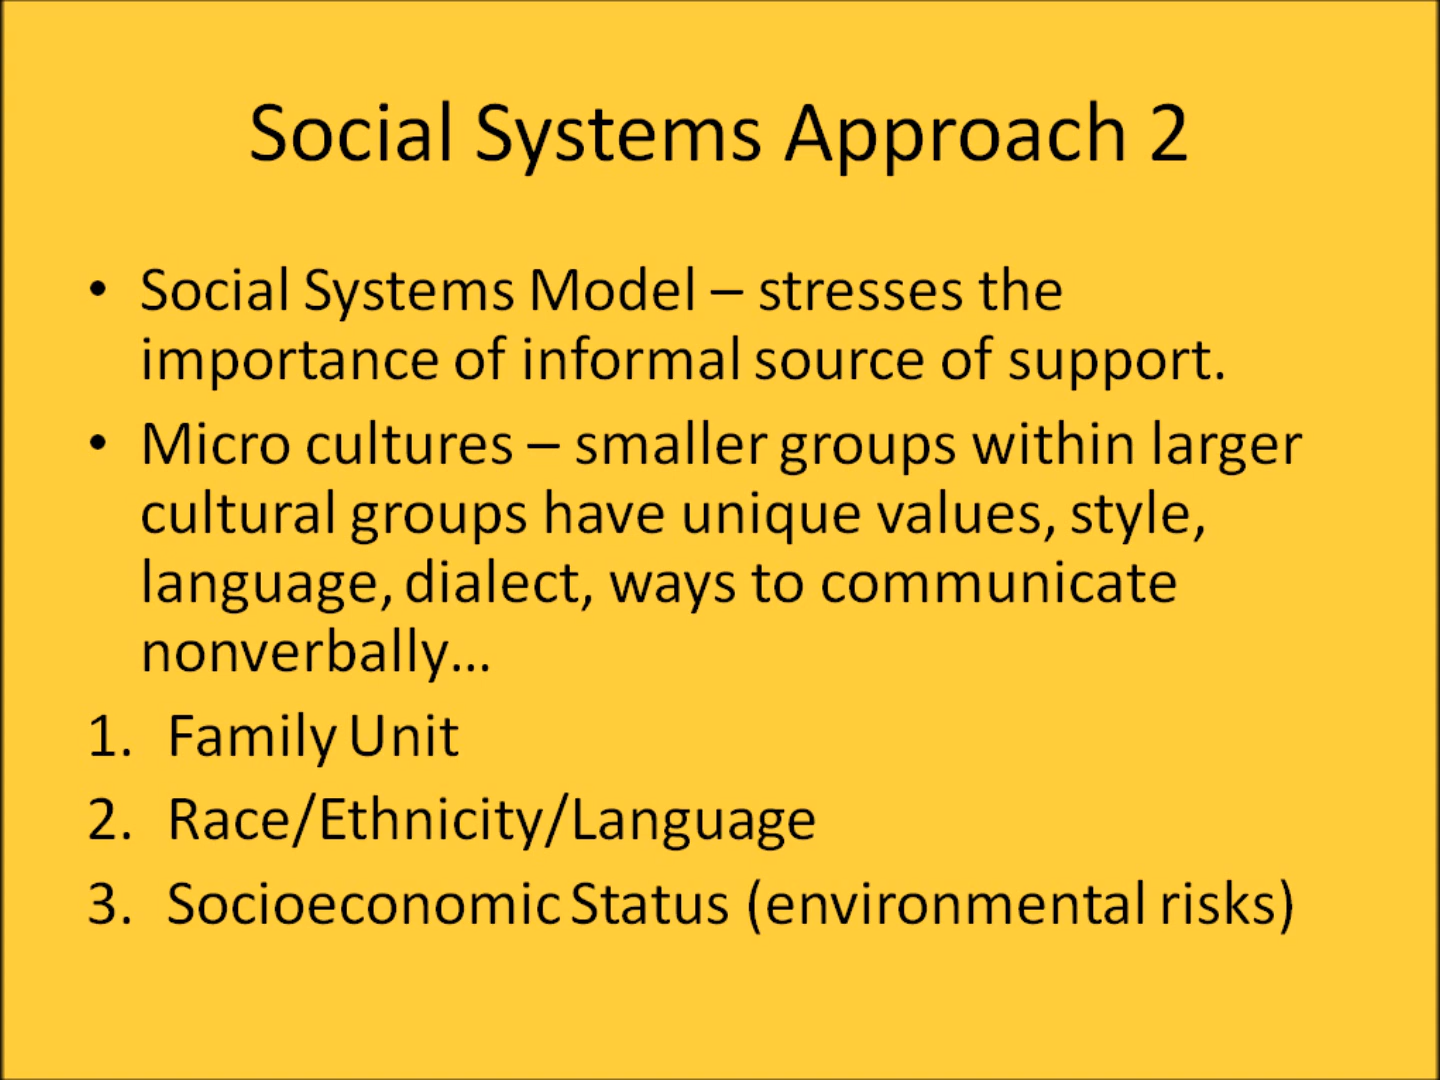 Social Systems Approach 2
• Social Systems Model – stresses the
importance of informal source of support.
• Micro cultures – smaller groups within larger
cultural groups have unique values, style,
language, dialect, ways to communicate
nonverbally…
1. Family Unit
2. Race/Ethnicity/Language
3. Socioeconomic Status (environmental risks)